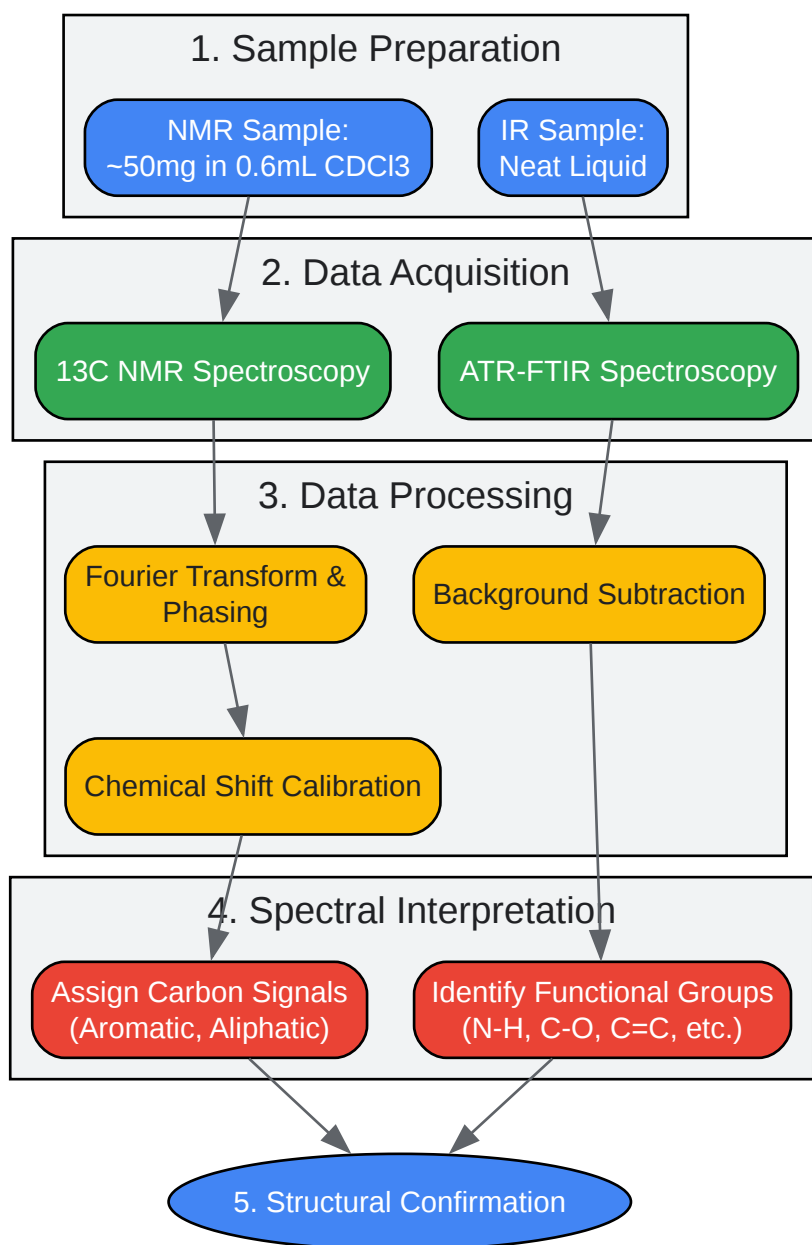 1. Sample Preparation
NMR Sample:
~50mg in 0.6mL CDCl3
IR Sample:
Neat Liquid
2. Data Acquisition
13C NMR Spectroscopy
ATR-FTIR Spectroscopy
3. Data Processing
Fourier Transform &
Phasing
Background Subtraction
Chemical Shift Calibration
4. Spectral Interpretation
Assign Carbon Signals
(Aromatic, Aliphatic)
Identify Functional Groups
(N-H, C-O, C=C, etc.)
5. Structural Confirmation